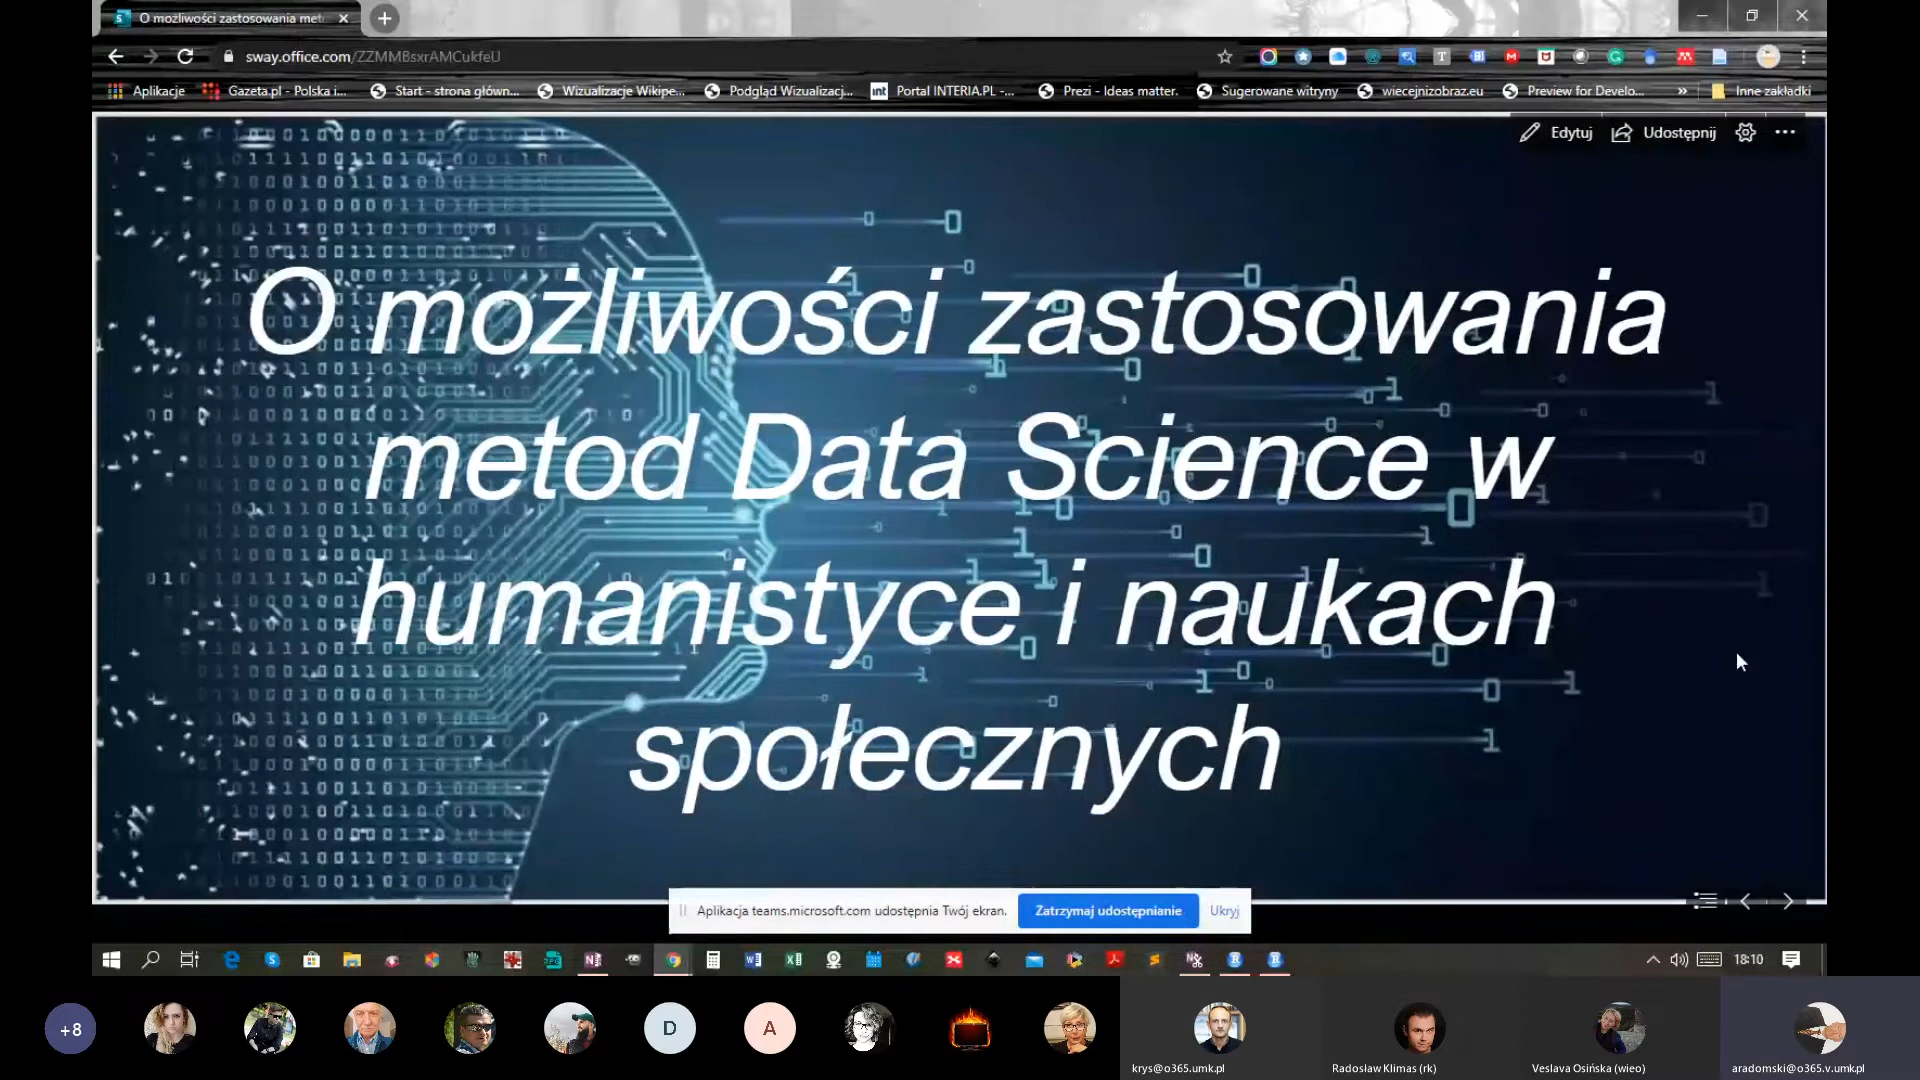 O możliwości zastosowania met
sway.office.com/ZZMMBsxrAMCukfeU
Aplikacje
Gazeta.pl - Polska i...
Start - strona główn...
Wizualizacje Wikipe...
Podgląd Wizualizacj...
Portal INTERIA.PL -...
Prezi - Ideas matter.
Sugerowane witryny
wiecejnizobraz.eu
Preview for Develo...
Inne zakładki
Edytuj
Udostępnij
O możliwości zastosowania
metod Data Science w
humanistyce i naukach
społecznych
Aplikacja teams.microsoft.com udostępnia Twój ekran.
Zatrzymaj udostępnianie
Ukryj
18:10
+8
D
A
krys@o365.umk.pl
Radosław Klimas (rk)
Veslava Osińska (wieo)
aradomski@o365.v.umk.pl